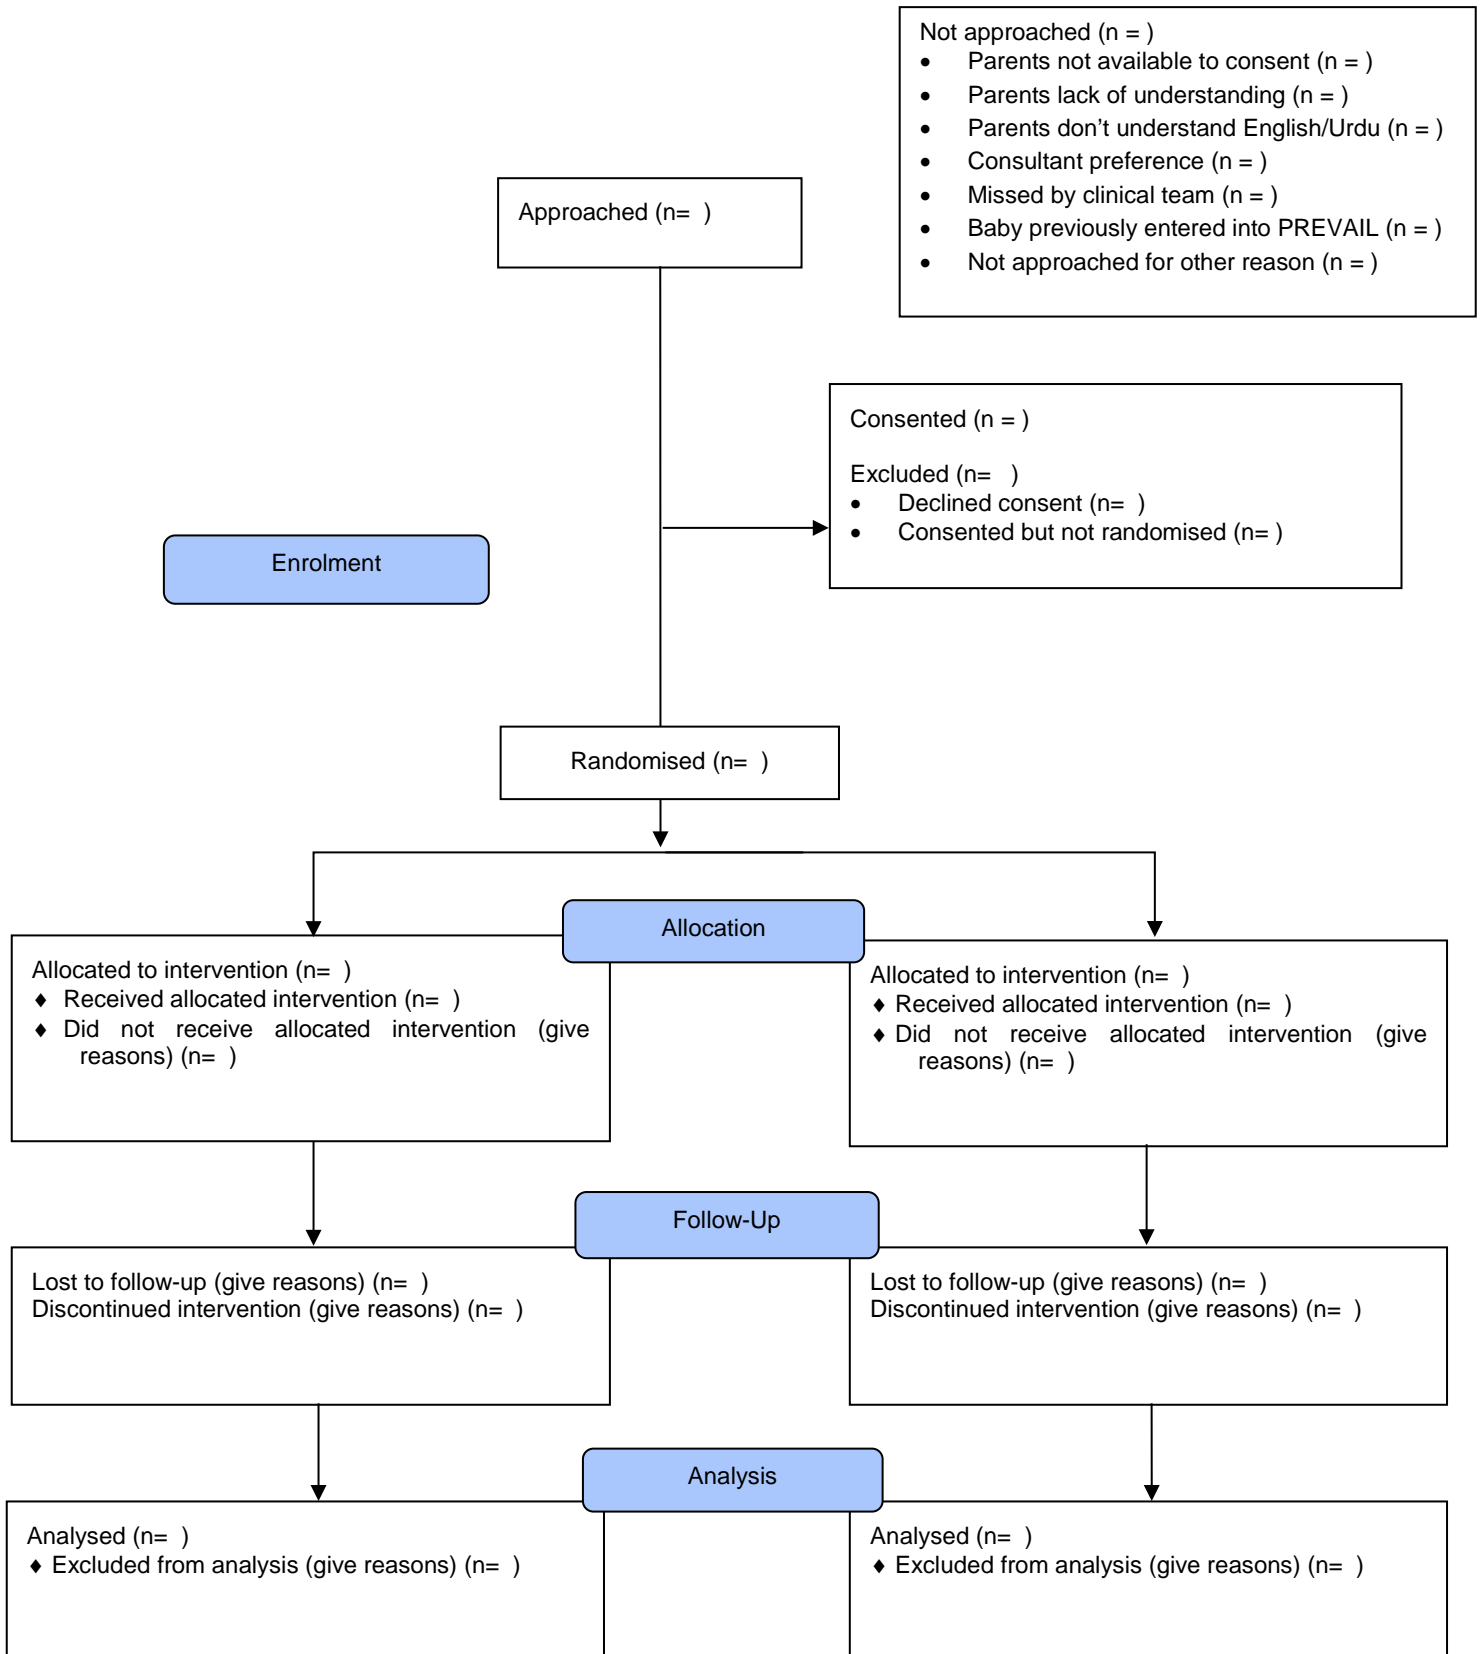 Not approached (n = )
• Parents not available to consent (n = )
• Parents lack of understanding (n = )
• Parents don’t understand English/Urdu (n = )
• Consultant preference (n = )
• Missed by clinical team (n = )
• Baby previously entered into PREVAIL (n = )
• Not approached for other reason (n = )
Approached (n=  )
Consented (n = )
Excluded (n=   )
• Declined consent (n=  )
• Consented but not randomised (n= )
Enrolment
Randomised (n=  )
Allocation
Allocated to intervention (n=  )
♦ Received allocated intervention (n=  )
♦ Did not receive allocated intervention (give
reasons) (n=  )
Allocated to intervention (n=  )
♦ Received allocated intervention (n=  )
♦ Did not receive allocated intervention (give
reasons) (n=  )
Follow-Up
Lost to follow-up (give reasons) (n=  )
Discontinued intervention (give reasons) (n=  )
Lost to follow-up (give reasons) (n=  )
Discontinued intervention (give reasons) (n=  )
Analysis
Analysed (n=  )
♦ Excluded from analysis (give reasons) (n=  )
Analysed (n=  )
♦ Excluded from analysis (give reasons) (n=  )